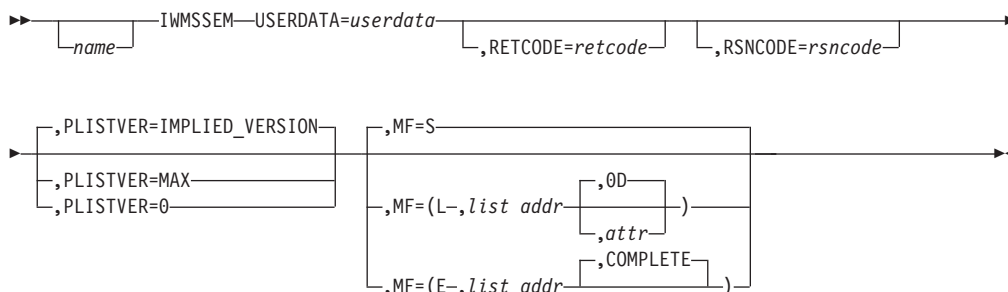 IWMSSEM USERDATA=userdata
name ,RETCODE=retcode ,RSNCODE=rsncode
,PLISTVER=IMPLIED_VERSION ,MF=S
,PLISTVER=MAX ,0D
,PLISTVER=0 ,MF=(L ,list addr )
,attr
,COMPLETE
,MF=(E ,list addr )